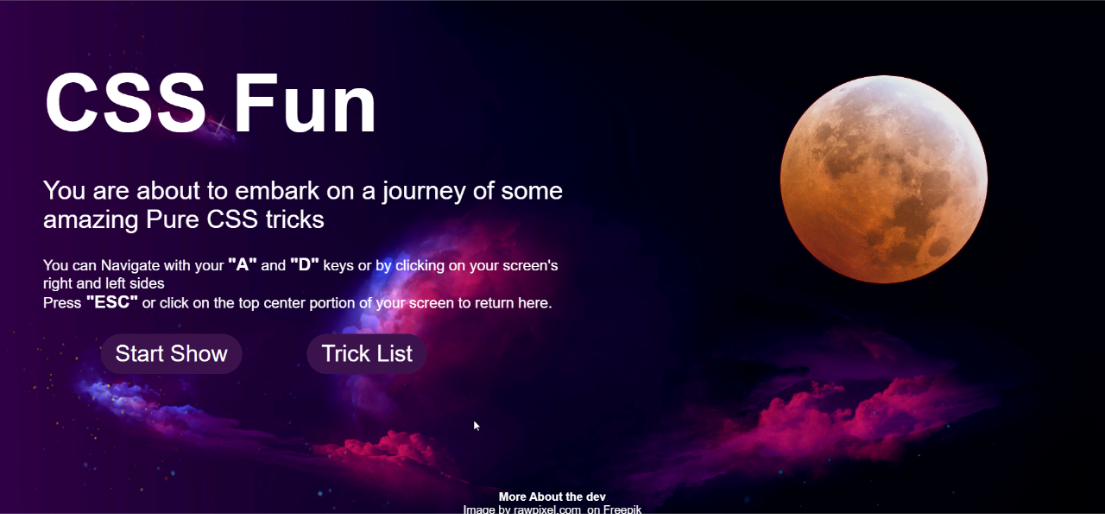 CSS Fun
You are about to embark on a journey of some
amazing Pure CSS tricks
You can Navigate with your "A" and "D" keys or by clicking on your screen's
right and left sides
Press "ESC" or click on the top center portion of your screen to return here.
Start Show
Trick List
More About the dev
Image by rawpixel.com on Freepik